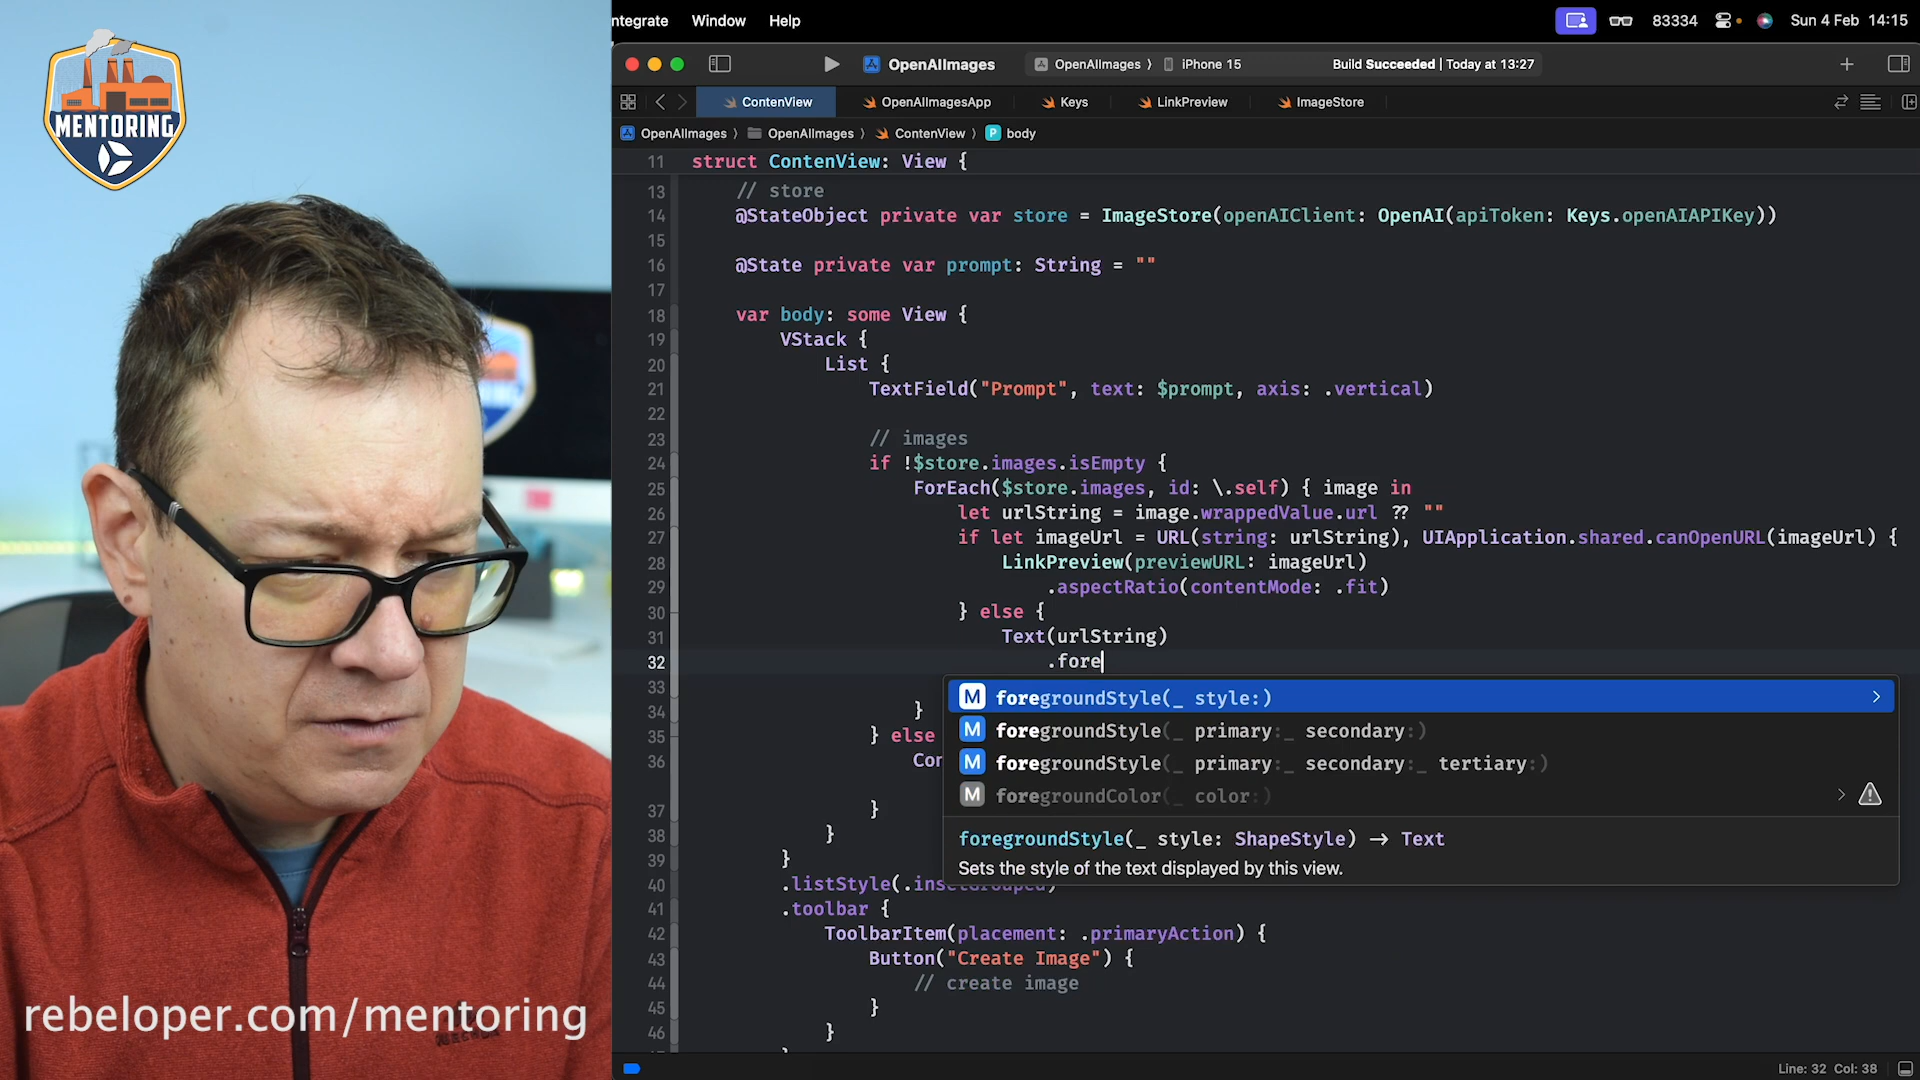 MENTORING
rebeloper.com/mentoring
ntegrate Window Help
83334 Sun 4 Feb 14:15
OpenAIImages
OpenAIImages 〉 iPhone 15
Build Succeeded | Today at 13:27
ContenView
OpenAIImagesApp
Keys
LinkPreview
ImageStore
OpenAIImages 〉 OpenAIImages 〉 ContenView 〉 P body
11 struct ContenView: View {
13 // store
14 @StateObject private var store = ImageStore(openAIClient: OpenAI(apiToken: Keys.openAIAPIKey))
15
16 @State private var prompt: String = ""
17
18 var body: some View {
19 VStack {
20 List {
21 TextField("Prompt", text: $prompt, axis: .vertical)
22
23 // images
24 if !$store.images.isEmpty {
25 ForEach($store.images, id: \.self) { image in
26 let urlString = image.wrappedValue.url ?? ""
27 if let imageUrl = URL(string: urlString), UIApplication.shared.canOpenURL(imageUrl) {
28 LinkPreview(previewURL: imageUrl)
29 .aspectRatio(contentMode: .fit)
30 } else {
31 Text(urlString)
32 .fore
33
34 }
35 } else
36 Con
37 }
38 }
39 }
40 .listStyle(.insetGrouped)
41 .toolbar {
42 ToolbarItem(placement: .primaryAction) {
43 Button("Create Image") {
44 // create image
45 }
46 }
M foregroundStyle(_ style:)
M foregroundStyle(_ primary:_ secondary:)
M foregroundStyle(_ primary:_ secondary:_ tertiary:)
M foregroundColor(_ color:)
foregroundStyle(_ style: ShapeStyle) → Text
Sets the style of the text displayed by this view.
Line: 32 Col: 38